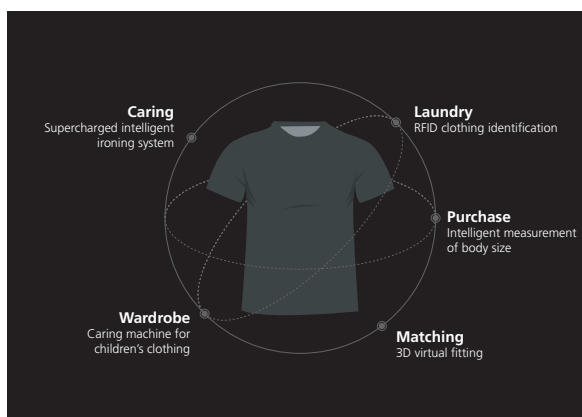 Caring
Supercharged intelligent
ironing system
Laundry
RFID clothing identification
Purchase
Intelligent measurement
of body size
Wardrobe
Caring machine for
children's clothing
Matching
3D virtual fitting